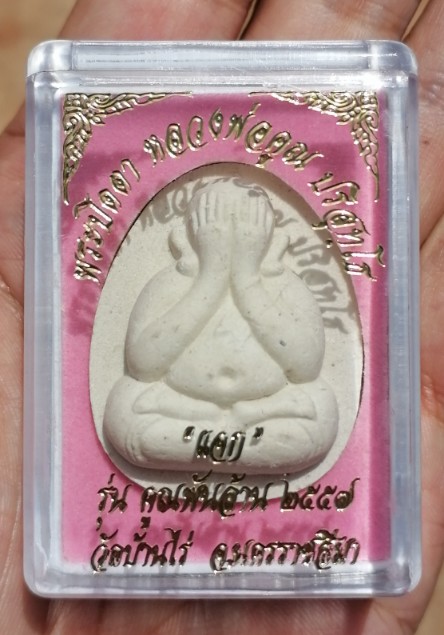 พระปิดตา หลวงพ่อคูณ ปริสุทฺโธ
"แจก"
รุ่น คูณพันล้าน ๒๕๕๗
วัดบ้านไร่ จ.นครราชสีมา